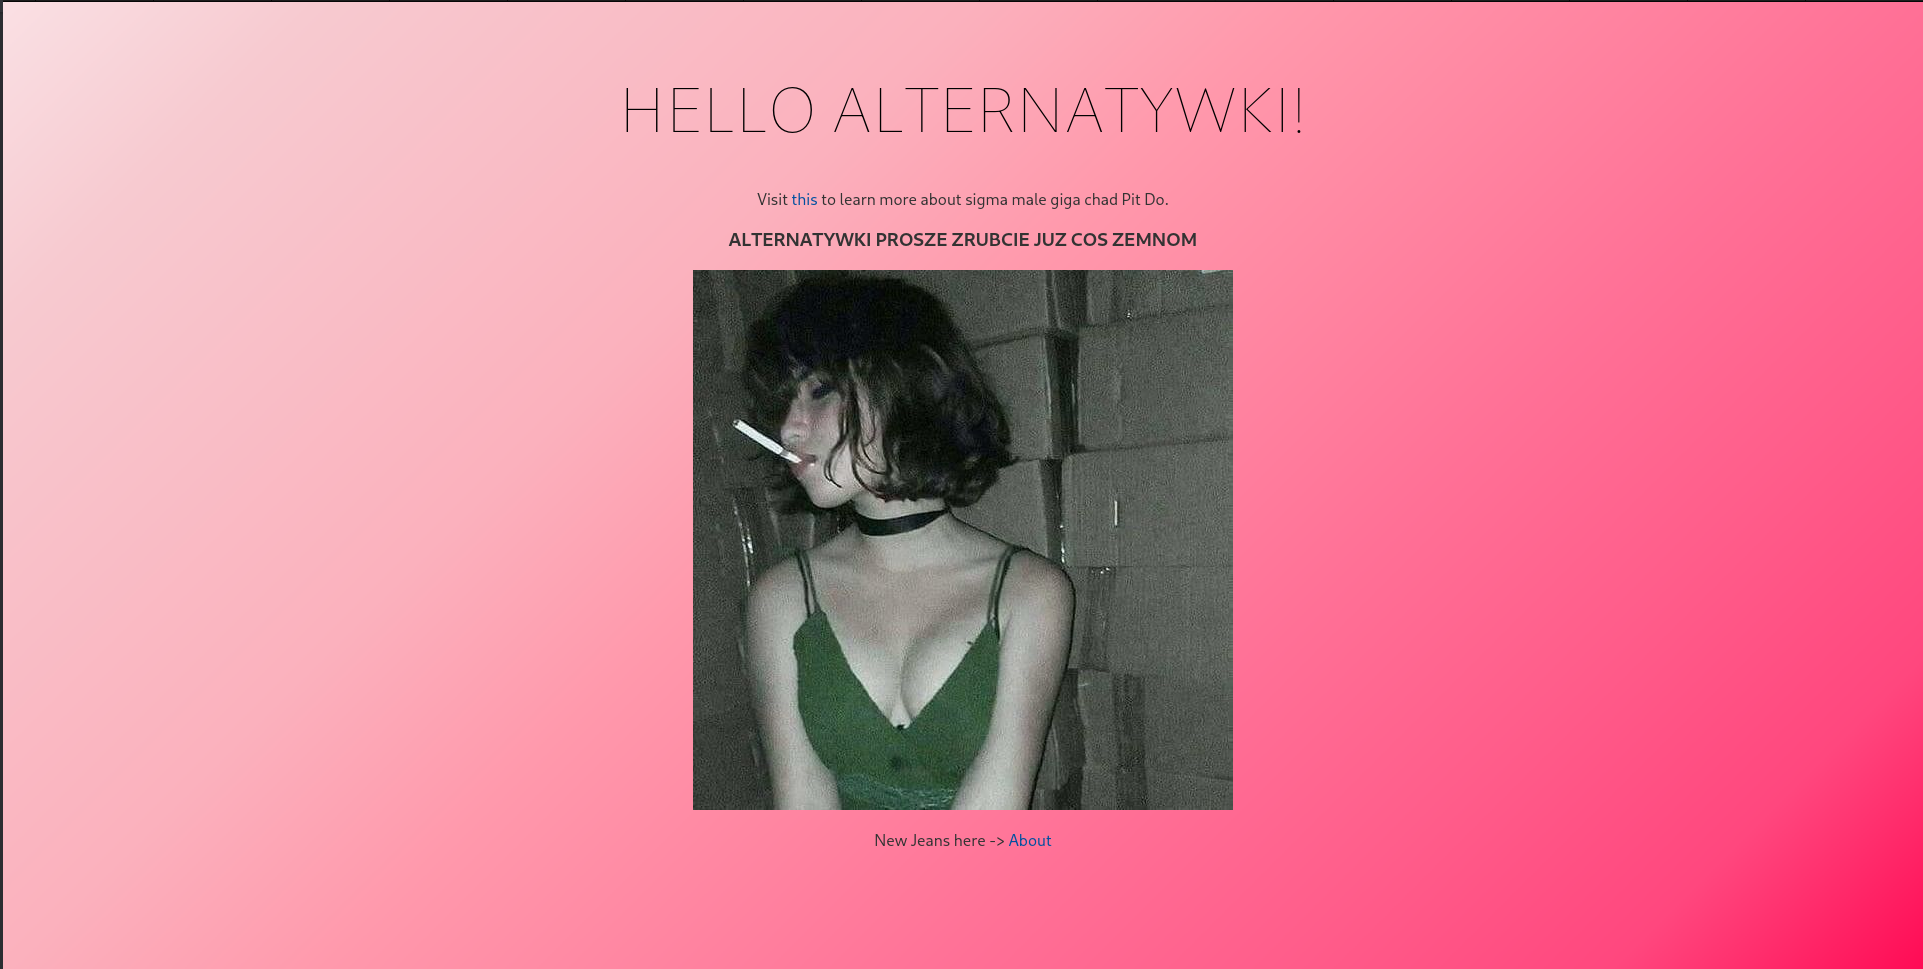 HELLO ALTERNATYWKI!
Visit this to learn more about sigma male giga chad Pit Do.
ALTERNATYWKI PROSZE ZRUBCIE JUZ COS ZEMNOM
New Jeans here -> About